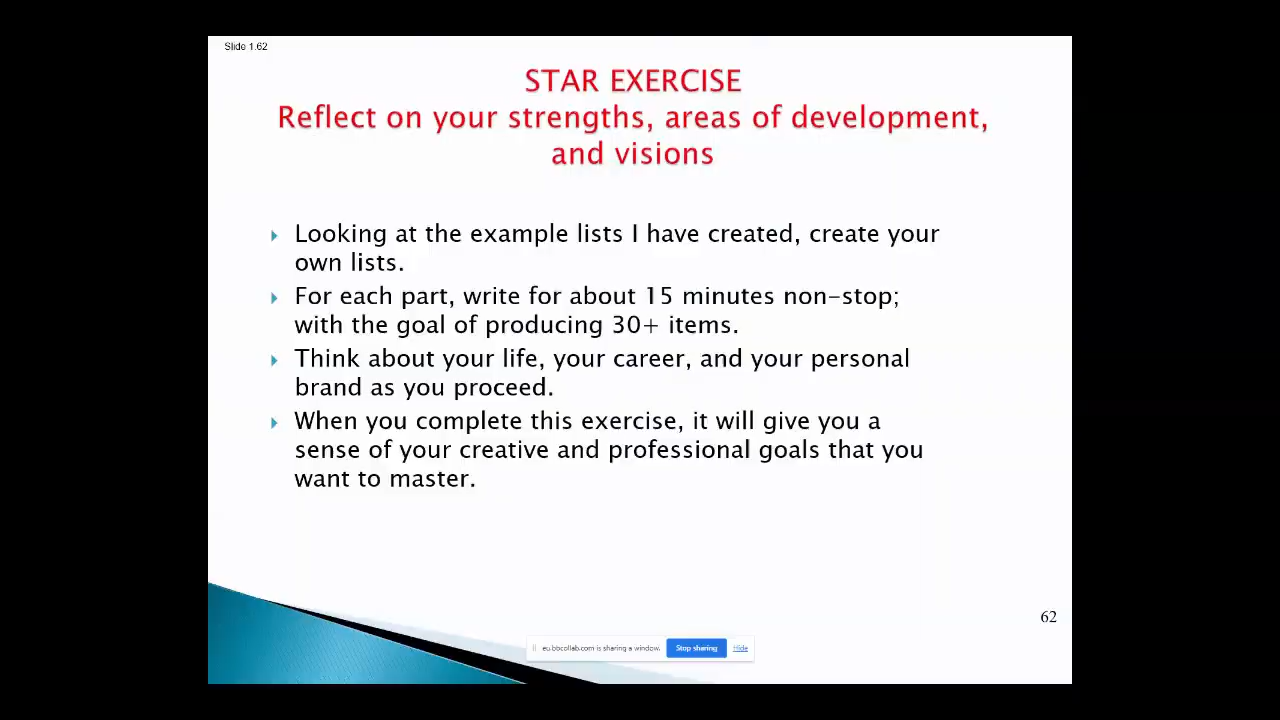 Slide 1.62
STAR EXERCISE
Reflect on your strengths, areas of development,
and visions
Looking at the example lists I have created, create your
own lists.
For each part, write for about 15 minutes non-stop;
with the goal of producing 30+ items.
Think about your life, your career, and your personal
brand as you proceed.
When you complete this exercise, it will give you a
sense of your creative and professional goals that you
want to master.
62
eu.bbcollab.com is sharing a window. Stop sharing Hide